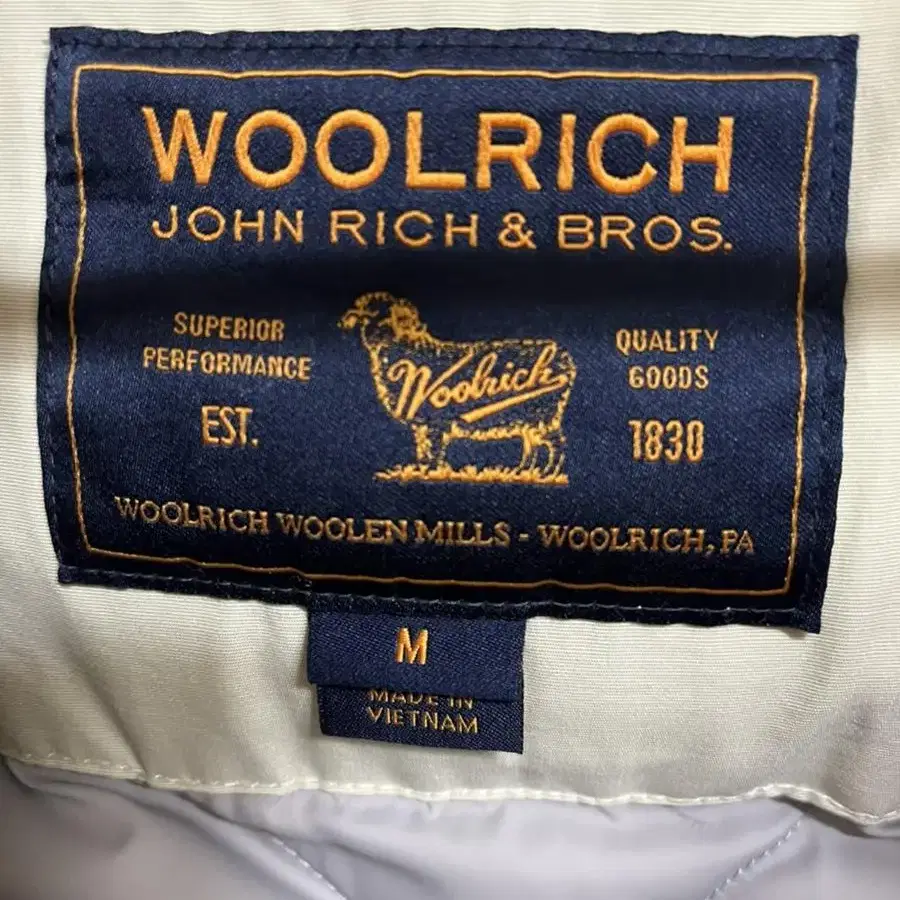 WOOLRICH
JOHN RICH & BROS.
SUPERIOR
PERFORMANCE
EST.
Woolrich
QUALITY
GOODS
1830
WOOLRICH WOOLEN MILLS - WOOLRICH, PA
M
MADE IN
VIETNAM